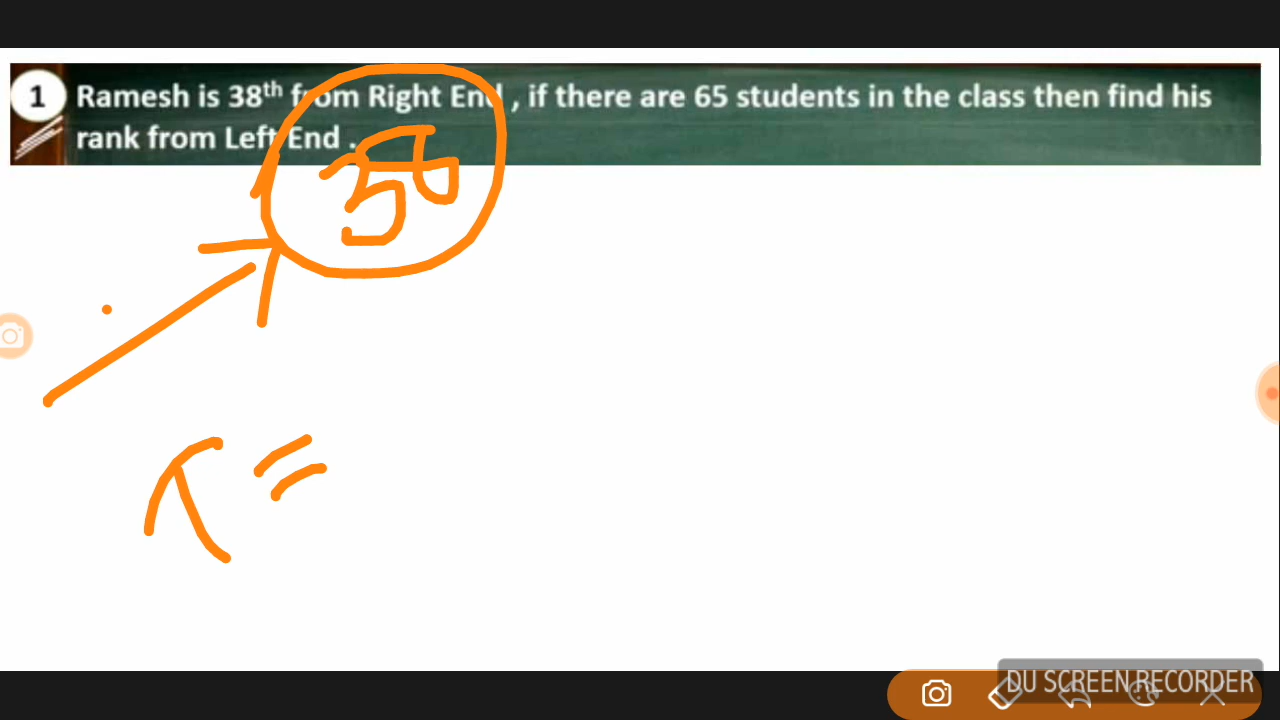 1 Ramesh is 38th from Right End , if there are 65 students in the class then find his
rank from Left End .
38
T =
DU SCREEN RECORDER